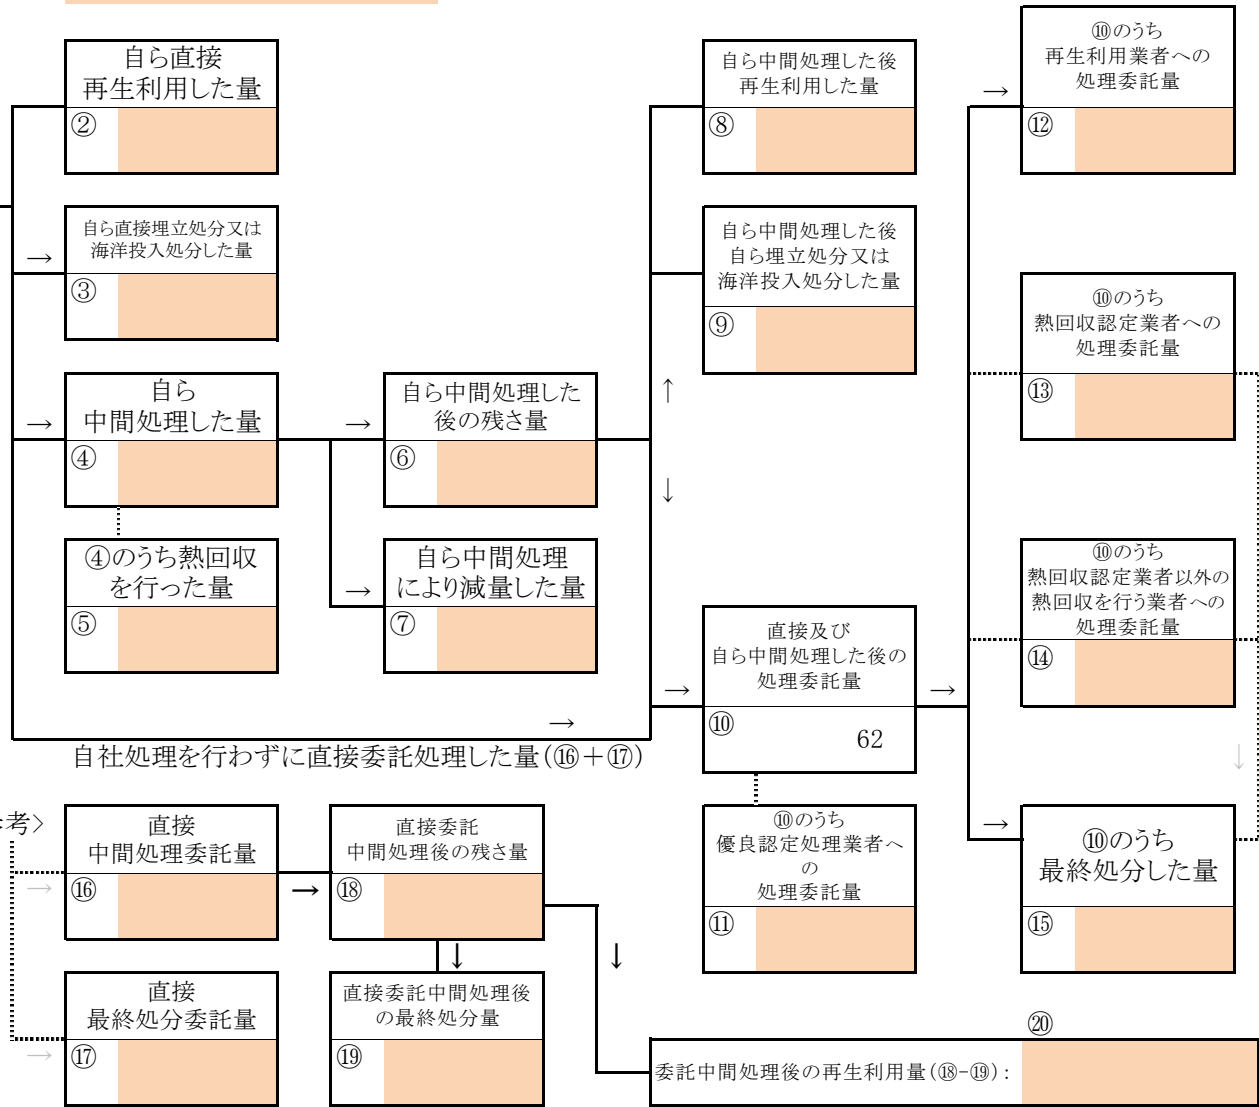 自ら直接
再生利用した量
②
自ら直接埋立処分又は
海洋投入処分した量
→
③
自ら
中間処理した量
→
④
④のうち熱回収
を行った量
⑤
自ら中間処理した
後の残さ量
→
⑥
自ら中間処理
により減量した量
→
⑦
自ら中間処理した後
再生利用した量
⑧
自ら中間処理した後
自ら埋立処分又は
海洋投入処分した量
⑨
↑
↓
直接及び
自ら中間処理した後の
処理委託量
→
⑩
62
→
自社処理を行わずに直接委託処理した量(⑯+⑰)
⑩のうち
優良認定処理業者へ
の
処理委託量
⑪
→
⑩のうち
再生利用業者への
処理委託量
→
⑫
⑩のうち
熱回収認定業者への
処理委託量
⑬
⑩のうち
熱回収認定業者以外の
熱回収を行う業者への
処理委託量
⑭
↓
⑩のうち
最終処分した量
→
⑮
考〉
直接
中間処理委託量
→
⑯
直接委託
中間処理後の残さ量
→
⑱
↓
↓
直接
最終処分委託量
→
⑰
直接委託中間処理後
の最終処分量
⑲
⑳
委託中間処理後の再生利用量(⑱-⑲):